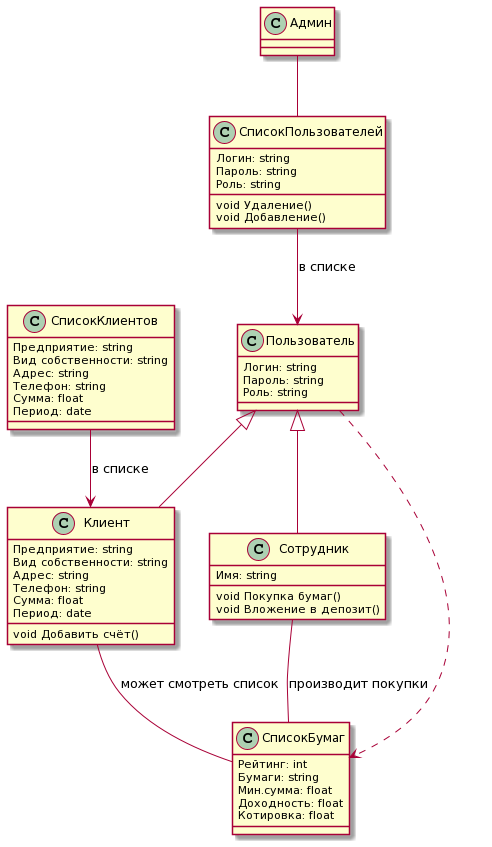 C Админ
C СписокПользователей
Логин: string
Пароль: string
Роль: string
void Удаление()
void Добавление()
в списке
C СписокКлиентов
Предприятие: string
Вид собственности: string
Адрес: string
Телефон: string
Сумма: float
Период: date
C Пользователь
Логин: string
Пароль: string
Роль: string
в списке
C Клиент
Предприятие: string
Вид собственности: string
Адрес: string
Телефон: string
Сумма: float
Период: date
void Добавить счёт()
C Сотрудник
Имя: string
void Покупка бумаг()
void Вложение в депозит()
может смотреть список
производит покупки
C СписокБумаг
Рейтинг: int
Бумаги: string
Мин.сумма: float
Доходность: float
Котировка: float